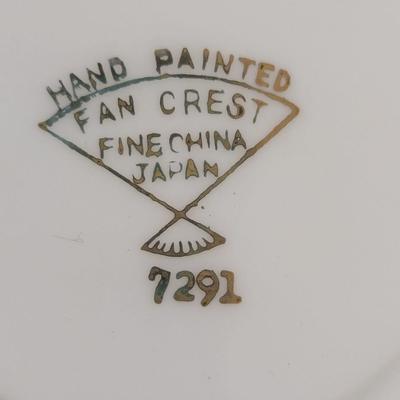 HAND PAINTED
FAN CREST
FINE CHINA
JAPAN
7291